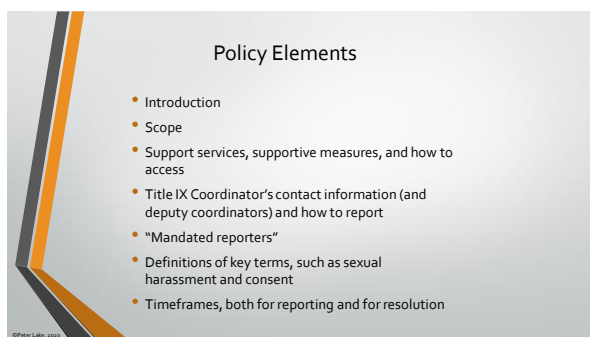 Policy Elements
Introduction
Scope
Support services, supportive measures, and how to
access
Title IX Coordinator's contact information (and
deputy coordinators) and how to report
"Mandated reporters"
Definitions of key terms, such as sexual
harassment and consent
Timeframes, both for reporting and for resolution
©Peter Lake, 2020